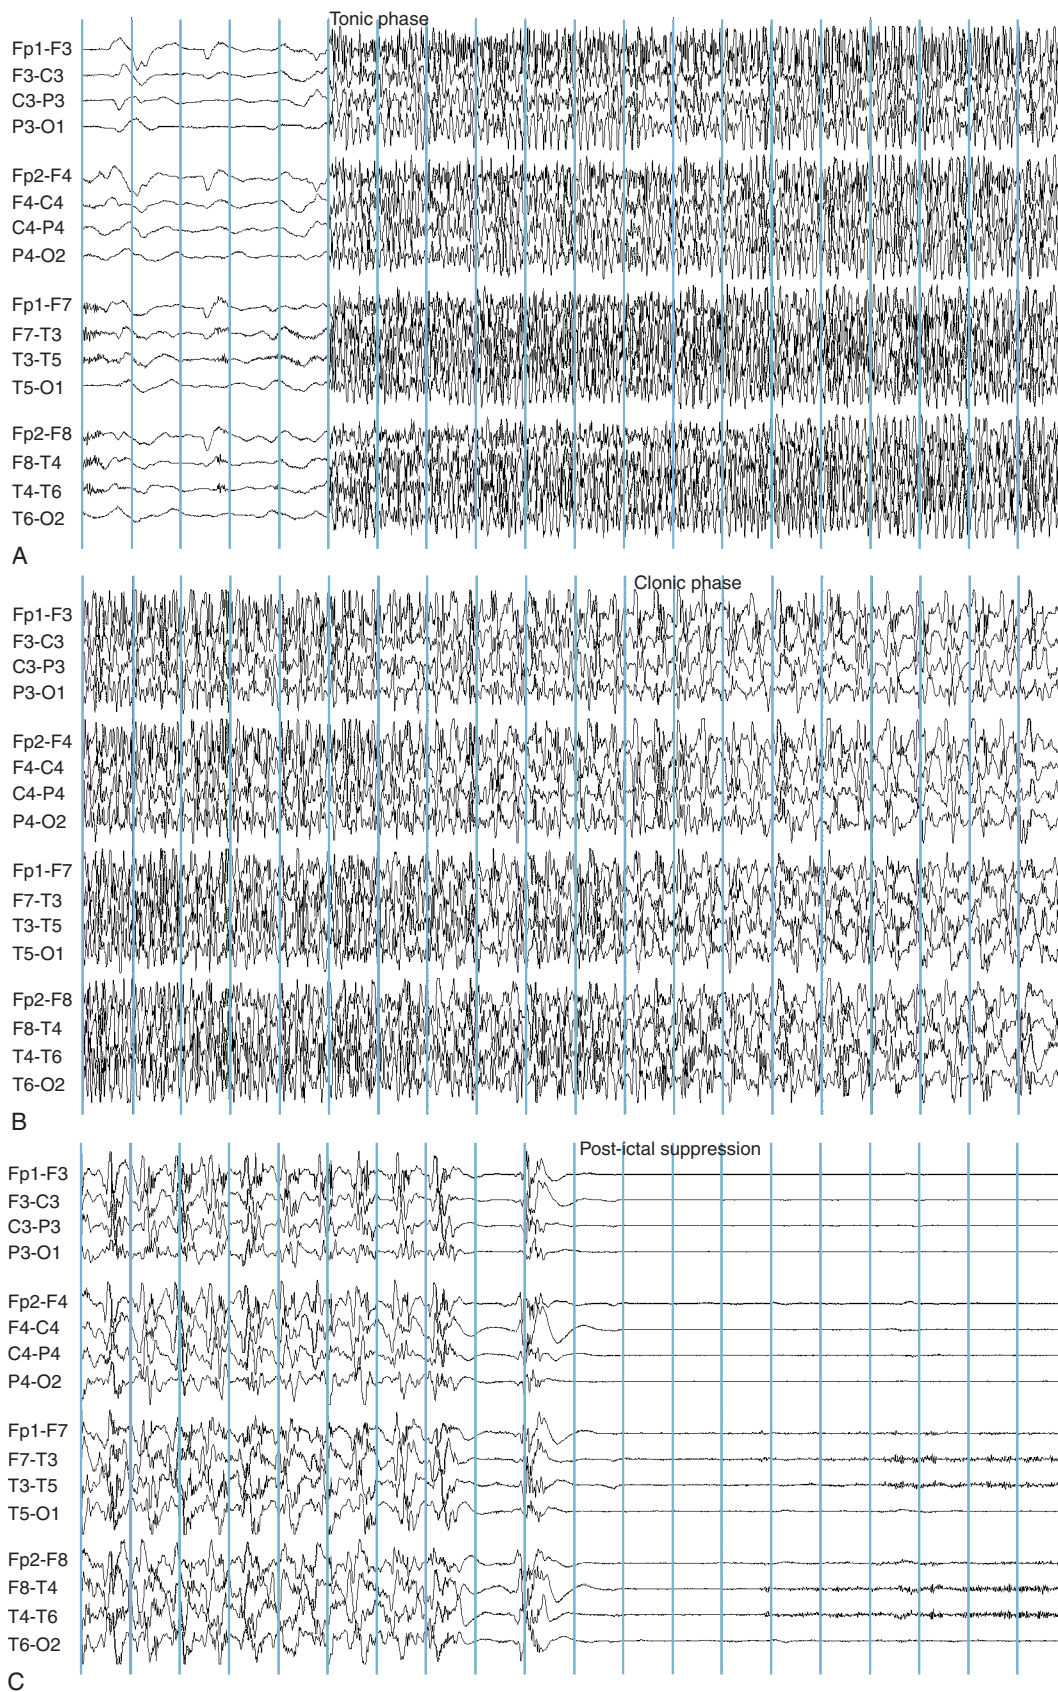 Tonic phase
Fp1-F3
F3-C3
C3-P3
P3-O1
Fp2-F4
F4-C4
C4-P4
P4-O2
Fp1-F7
F7-T3
T3-T5
T5-O1
Fp2-F8
F8-T4
T4-T6
T6-O2
A
Clonic phase
Fp1-F3
F3-C3
C3-P3
P3-O1
Fp2-F4
F4-C4
C4-P4
P4-O2
Fp1-F7
F7-T3
T3-T5
T5-O1
Fp2-F8
F8-T4
T4-T6
T6-O2
B
Post-ictal suppression
Fp1-F3
F3-C3
C3-P3
P3-O1
Fp2-F4
F4-C4
C4-P4
P4-O2
Fp1-F7
F7-T3
T3-T5
T5-O1
Fp2-F8
F8-T4
T4-T6
T6-O2
C